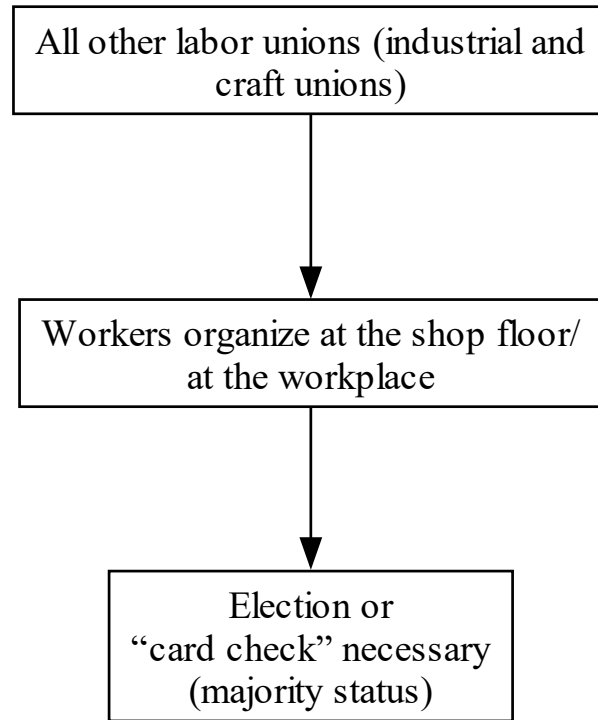 All other labor unions (industrial and
craft unions)
Workers organize at the shop floor/
at the workplace
Election or
“card check” necessary
(majority status)